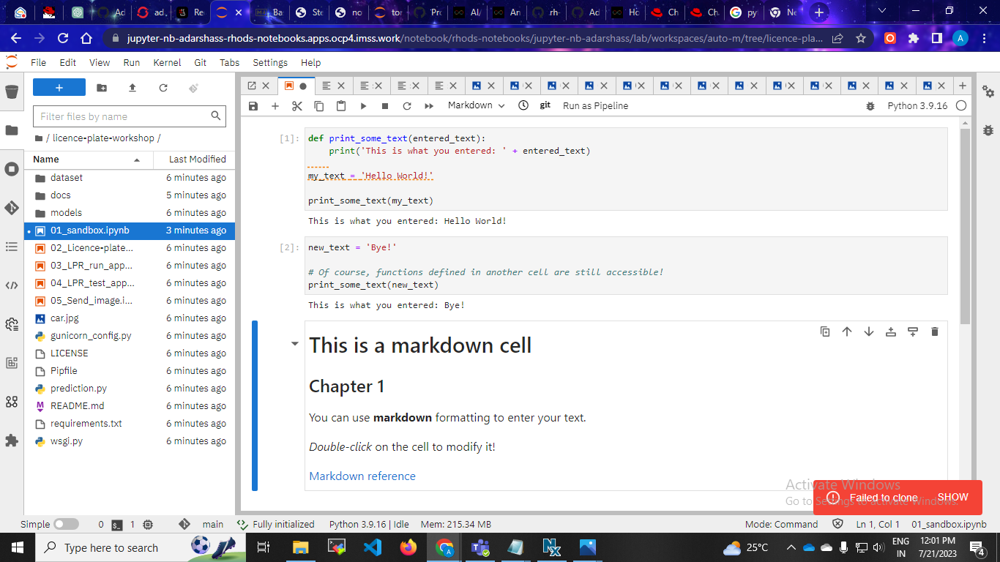 Ad
ad
Re
Ba
Ste
no
tor
Pro
AI/
An
rh-
Ad
Ho
Ch
Ch
py
Ne
jupyter-nb-adarshass-rhods-notebooks.apps.ocp4.imss.work/notebook/rhods-notebooks/jupyter-nb-adarshass/lab/workspaces/auto-m/tree/licence-pla...
A
File Edit View Run Kernel Git Tabs Settings Help
Filter files by name
/ licence-plate-workshop /
Name Last Modified
dataset 6 minutes ago
docs 5 minutes ago
models 6 minutes ago
01_sandbox.ipynb 3 minutes ago
02_Licence-plate... 6 minutes ago
03_LPR_run_app... 6 minutes ago
04_LPR_test_app... 6 minutes ago
05_Send_image.i... 6 minutes ago
car.jpg 6 minutes ago
gunicorn_config.py 6 minutes ago
LICENSE 6 minutes ago
Pipfile 6 minutes ago
prediction.py 6 minutes ago
README.md 6 minutes ago
requirements.txt 6 minutes ago
wsgi.py 6 minutes ago
Markdown git Run as Pipeline Python 3.9.16
[1]: def print_some_text(entered_text):
print('This is what you entered: ' + entered_text)
my_text = 'Hello World!'
print_some_text(my_text)
This is what you entered: Hello World!
[2]: new_text = 'Bye!'
# Of course, functions defined in another cell are still accessible!
print_some_text(new_text)
This is what you entered: Bye!
This is a markdown cell
Chapter 1
You can use markdown formatting to enter your text.
Double-click on the cell to modify it!
Markdown reference
Activate Windows
Go to Settings to activate Windows.
Failed to clone SHOW
Simple 0 1 main Fully initialized Python 3.9.16 | Idle Mem: 215.34 MB Mode: Command Ln 1, Col 1 01_sandbox.ipynb
Type here to search
25°C
ENG
IN
12:01 PM
7/21/2023
4